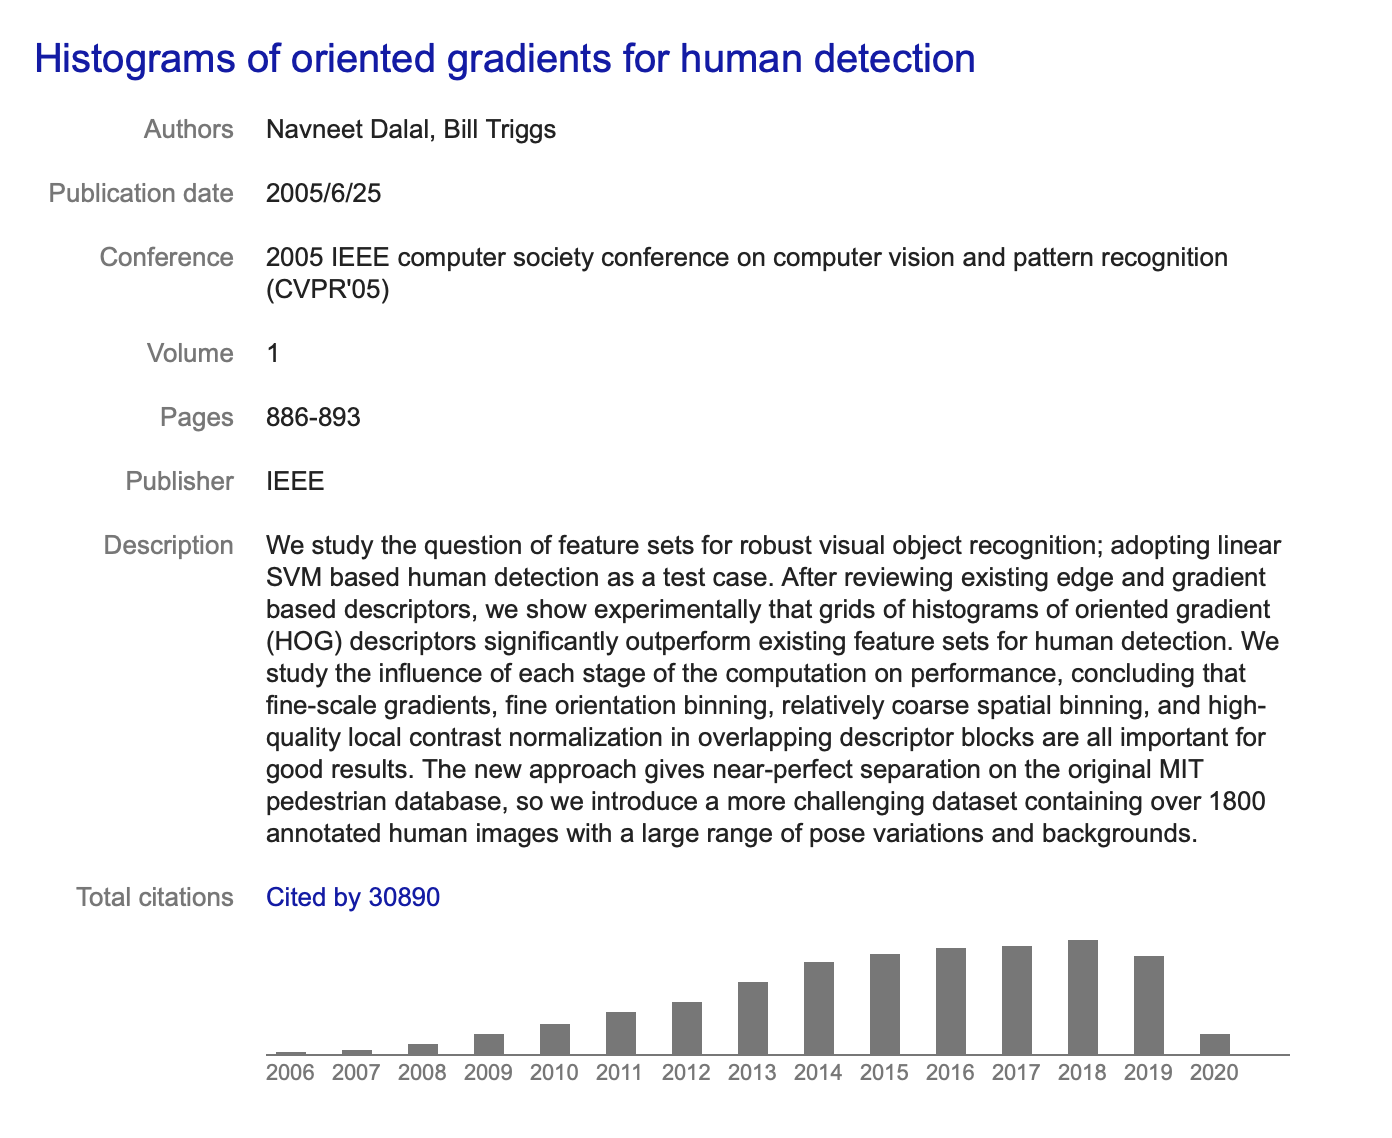 Histograms of oriented gradients for human detection
Authors Navneet Dalal, Bill Triggs
Publication date 2005/6/25
Conference 2005 IEEE computer society conference on computer vision and pattern recognition
(CVPR'05)
Volume 1
Pages 886-893
Publisher IEEE
Description We study the question of feature sets for robust visual object recognition; adopting linear
SVM based human detection as a test case. After reviewing existing edge and gradient
based descriptors, we show experimentally that grids of histograms of oriented gradient
(HOG) descriptors significantly outperform existing feature sets for human detection. We
study the influence of each stage of the computation on performance, concluding that
fine-scale gradients, fine orientation binning, relatively coarse spatial binning, and high-
quality local contrast normalization in overlapping descriptor blocks are all important for
good results. The new approach gives near-perfect separation on the original MIT
pedestrian database, so we introduce a more challenging dataset containing over 1800
annotated human images with a large range of pose variations and backgrounds.
Total citations Cited by 30890
2006 2007 2008 2009 2010 2011 2012 2013 2014 2015 2016 2017 2018 2019 2020